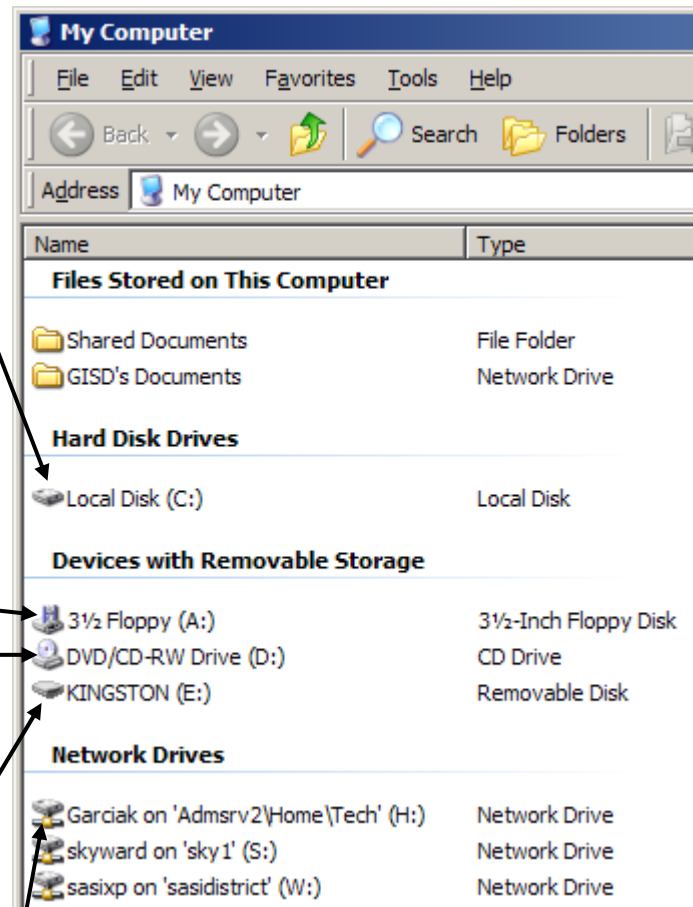 My Computer
File Edit View Favorites Tools Help
Back Search Folders
Address My Computer
Name Type
Files Stored on This Computer
Shared Documents File Folder
GISD's Documents Network Drive
Hard Disk Drives
Local Disk (C:) Local Disk
Devices with Removable Storage
3½ Floppy (A:) 3½-Inch Floppy Disk
DVD/CD-RW Drive (D:) CD Drive
KINGSTON (E:) Removable Disk
Network Drives
Garciak on 'Admsrv2\Home\Tech' (H:) Network Drive
skyward on 'sky1' (S:) Network Drive
sasixp on 'sasidistrict' (W:) Network Drive